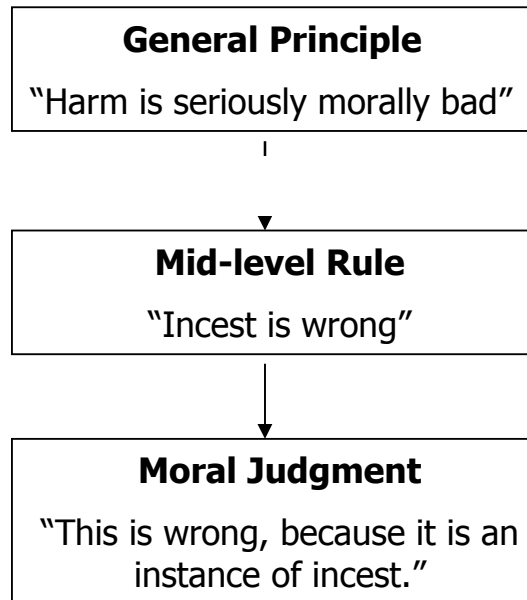 General Principle
“Harm is seriously morally bad”
Mid-level Rule
“Incest is wrong”
Moral Judgment
“This is wrong, because it is an
instance of incest.”